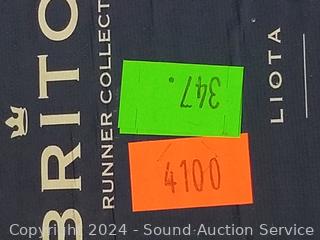 BRITO
RUNNER COLLECT
LIOTA
347.
4100
Copyright 2024 - Sound Auction Service